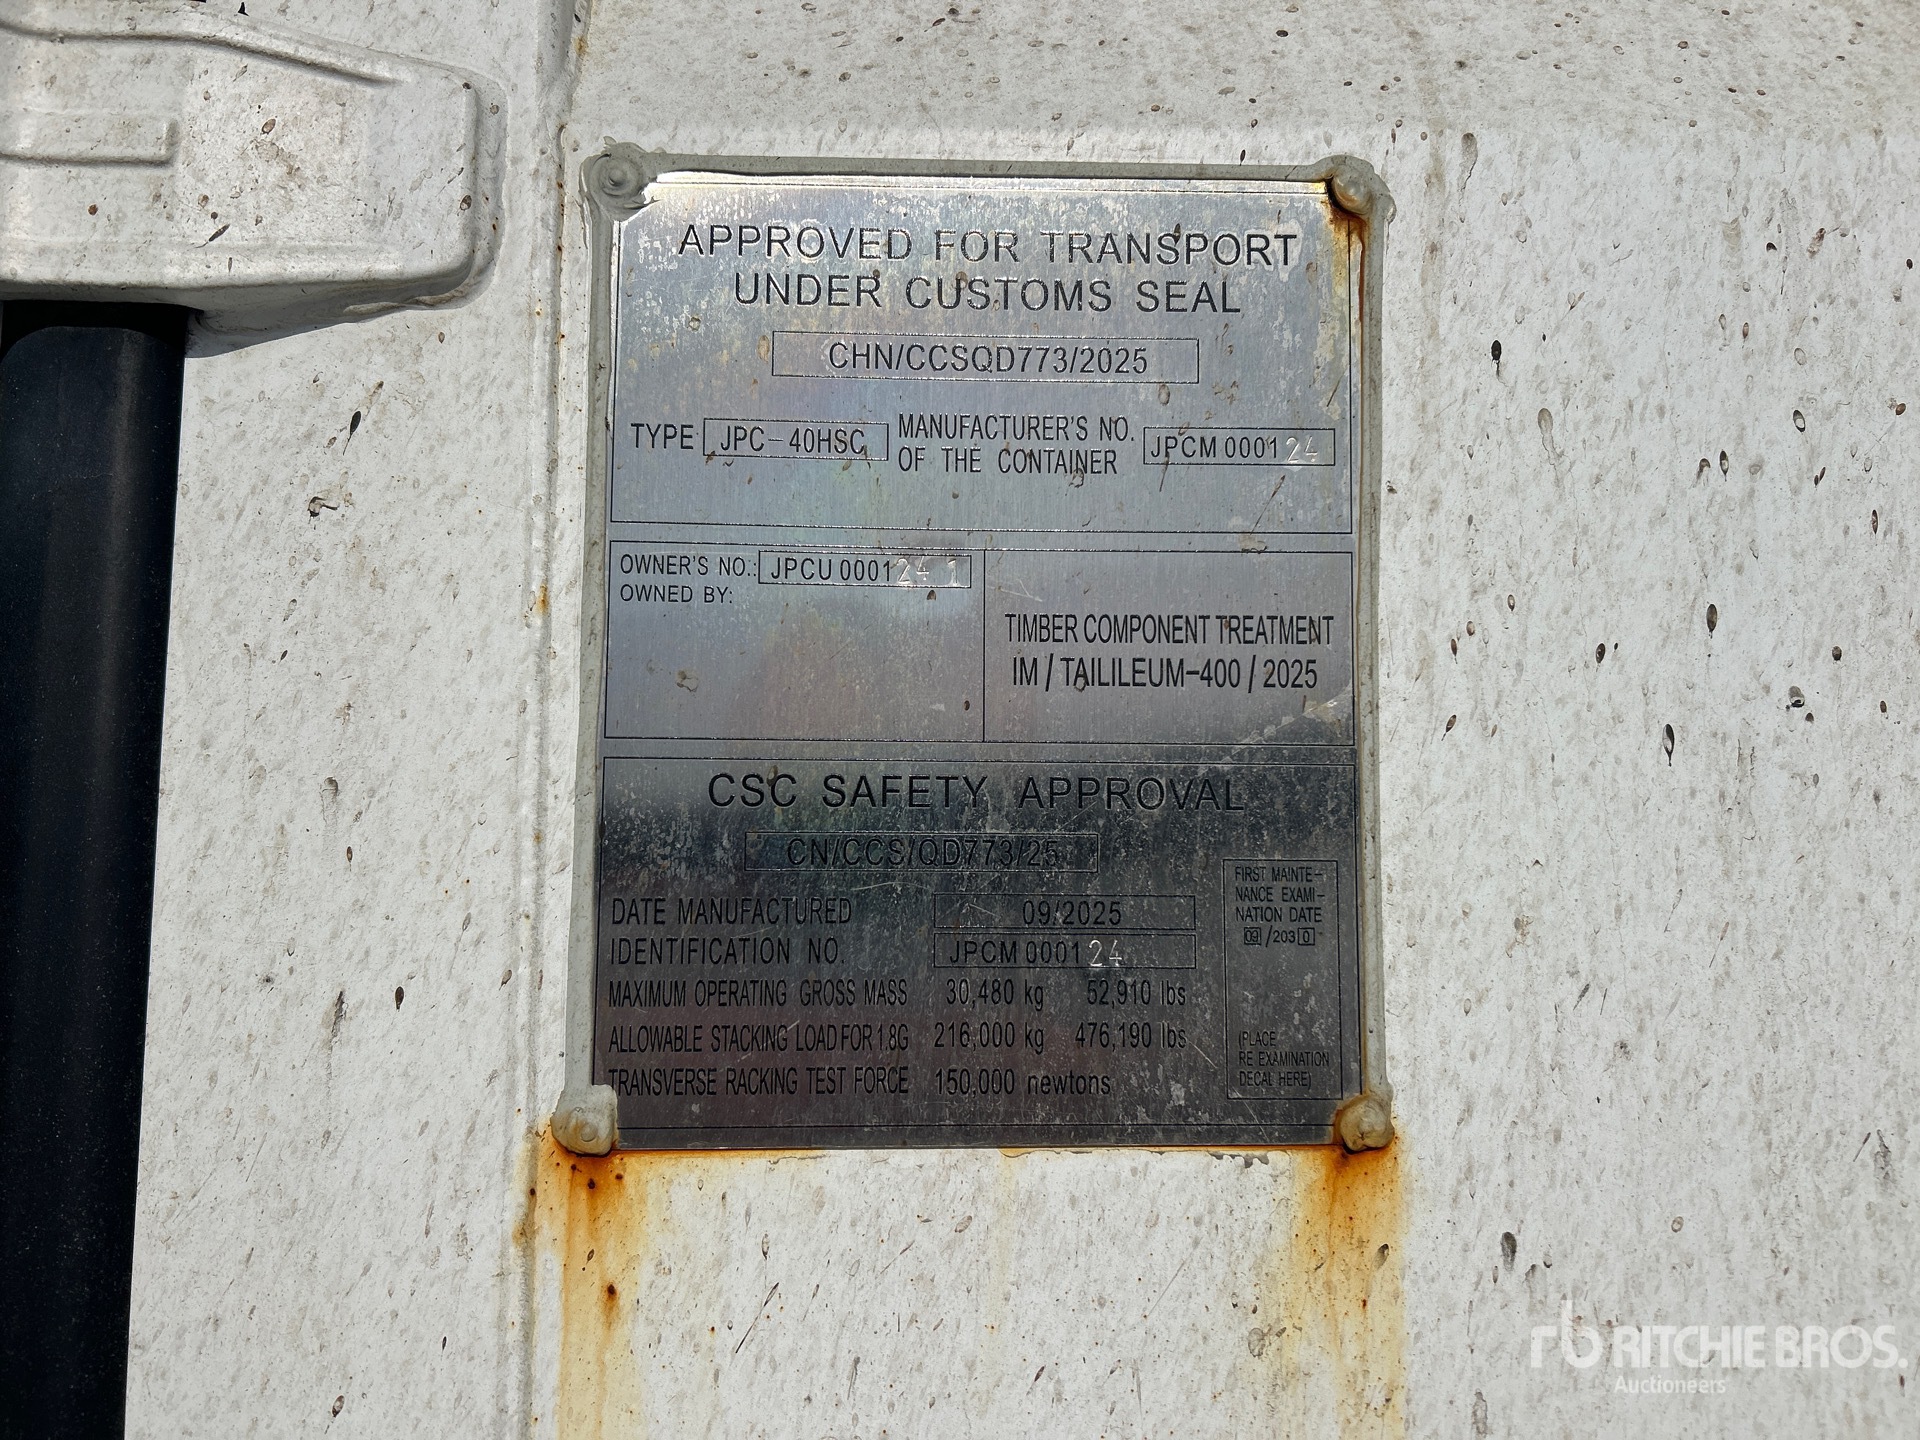 APPROVED FOR TRANSPORT
UNDER CUSTOMS SEAL
CHN/CCSQD773/2025
TYPE JPC-40HSC MANUFACTURER'S NO. OF THE CONTAINER JPCM 000124
OWNER'S NO.: JPCU 000124 1
OWNED BY:
TIMBER COMPONENT TREATMENT
IM / TAILILEUM-400 / 2025
CSC SAFETY APPROVAL
CN/CCS/QD773/25
DATE MANUFACTURED 09/2025
IDENTIFICATION NO. JPCM 000124
MAXIMUM OPERATING GROSS MASS 30,480 kg 52,910 lbs
ALLOWABLE STACKING LOAD FOR 1.8G 216,000 kg 476,190 lbs
TRANSVERSE RACKING TEST FORCE 150,000 newtons
FIRST MAINTE-
NANCE EXAMI-
NATION DATE
09/2030
(PLACE
RE EXAMINATION
DECAL HERE)
rb RITCHIE BROS.
Auctioneers